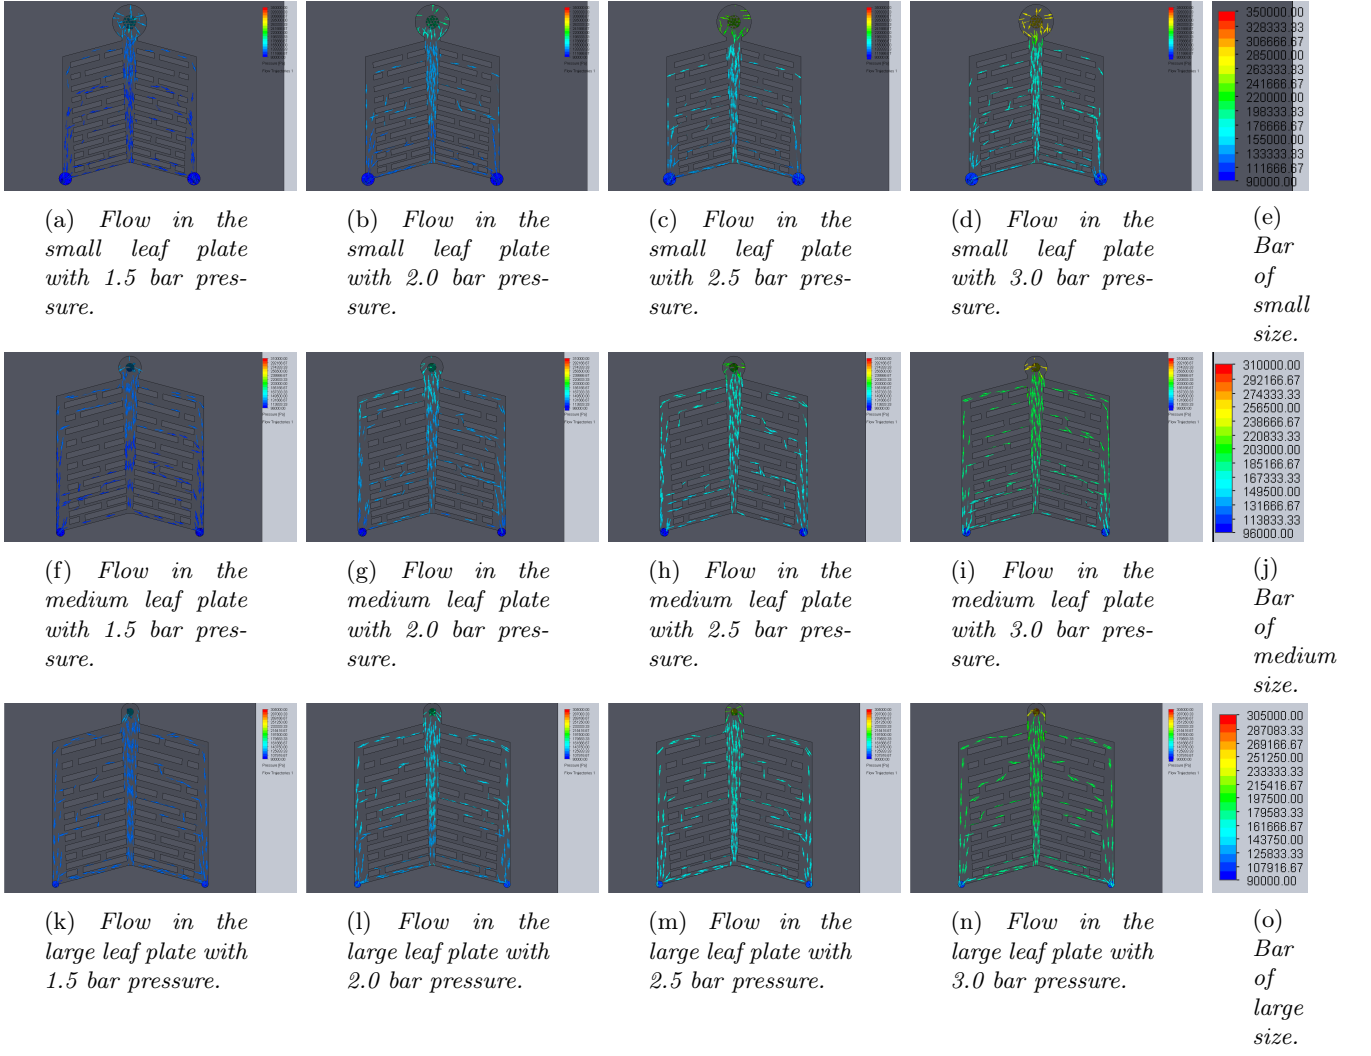 350000.00
328333.33
306666.67
285000.00
263333.33
241666.67
220000.00
198333.33
176666.67
155000.00
133333.33
111666.67
90000.00
(a) Flow in the
small leaf plate
with 1.5 bar pres-
sure.
(b) Flow in the
small leaf plate
with 2.0 bar pres-
sure.
(c) Flow in the
small leaf plate
with 2.5 bar pres-
sure.
(d) Flow in the
small leaf plate
with 3.0 bar pres-
sure.
(e)
Bar
of
small
size.
310000.00
292166.67
274333.33
256500.00
238666.67
220833.33
203000.00
185166.67
167333.33
149500.00
131666.67
113833.33
96000.00
(f) Flow in the
medium leaf plate
with 1.5 bar pres-
sure.
(g) Flow in the
medium leaf plate
with 2.0 bar pres-
sure.
(h) Flow in the
medium leaf plate
with 2.5 bar pres-
sure.
(i) Flow in the
medium leaf plate
with 3.0 bar pres-
sure.
(j)
Bar
of
medium
size.
305000.00
287083.33
269166.67
251250.00
233333.33
215416.67
197500.00
179583.33
161666.67
143750.00
125833.33
107916.67
90000.00
(k) Flow in the
large leaf plate with
1.5 bar pressure.
(l) Flow in the
large leaf plate with
2.0 bar pressure.
(m) Flow in the
large leaf plate with
2.5 bar pressure.
(n) Flow in the
large leaf plate with
3.0 bar pressure.
(o)
Bar
of
large
size.